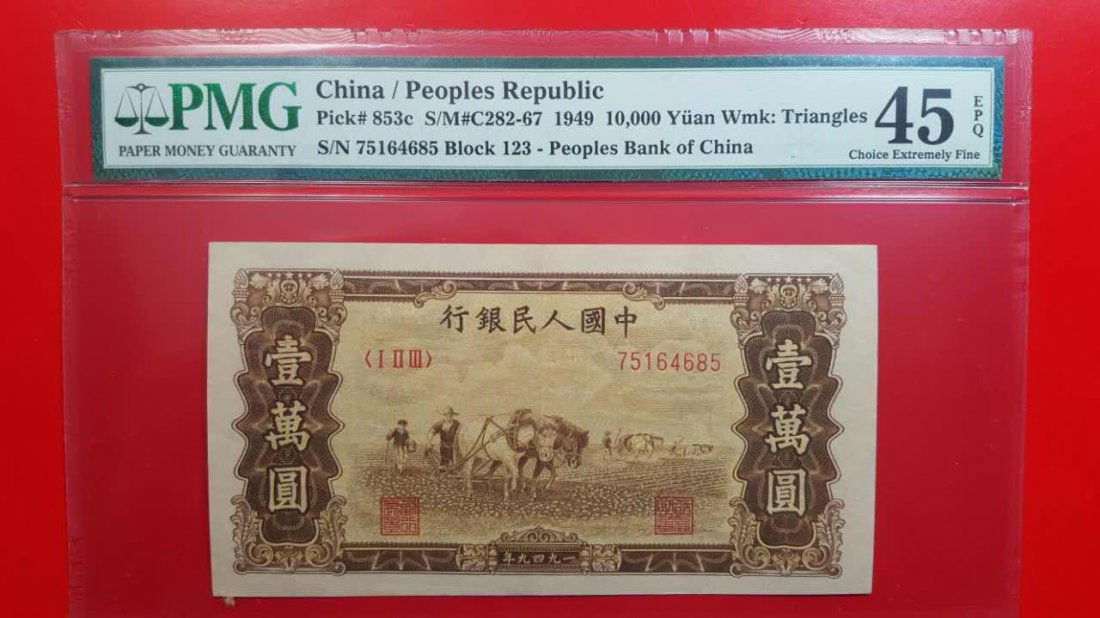 PMG
PAPER MONEY GUARANTY
China / Peoples Republic
Pick# 853c S/M#C282-67 1949 10,000 Yüan Wmk: Triangles
S/N 75164685 Block 123 - Peoples Bank of China
45
EPQ
Choice Extremely Fine
行銀民人國中
〈I II III〉
75164685
壹萬圓
壹萬圓
年九四九一